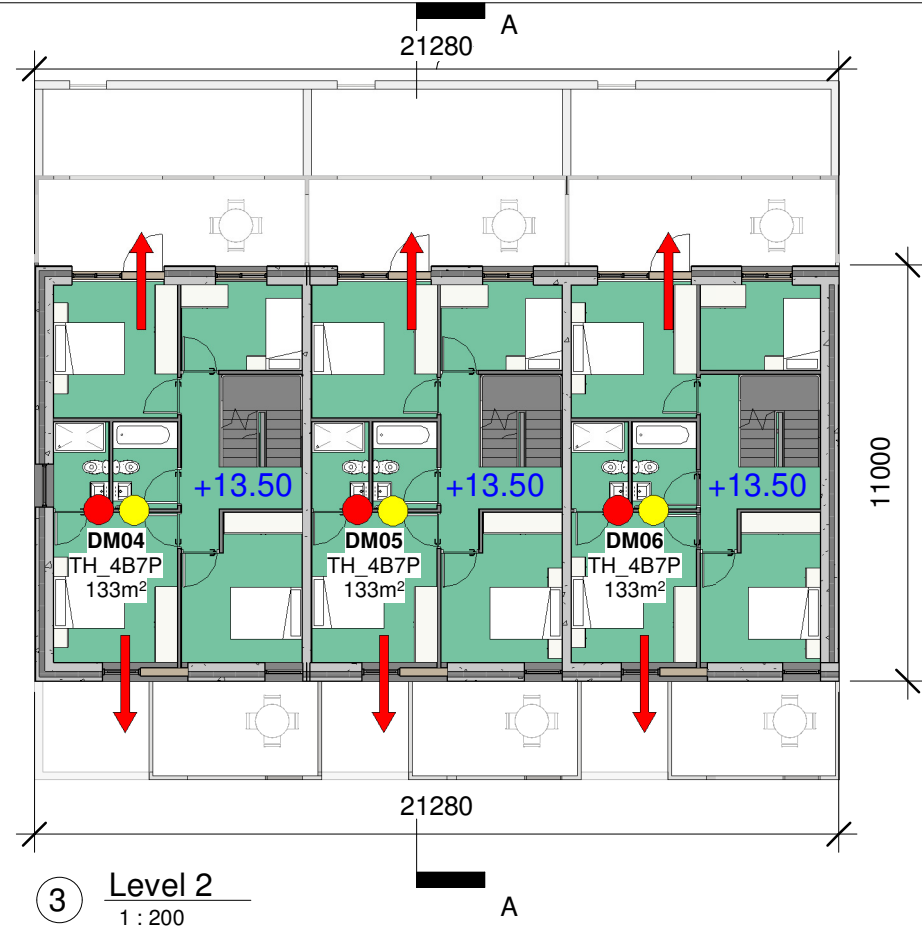 A
21280
11000
+13.50
+13.50
+13.50
DM04
TH_4B7P
133m²
DM05
TH_4B7P
133m²
DM06
TH_4B7P
133m²
21280
A
3
Level 2
1 : 200